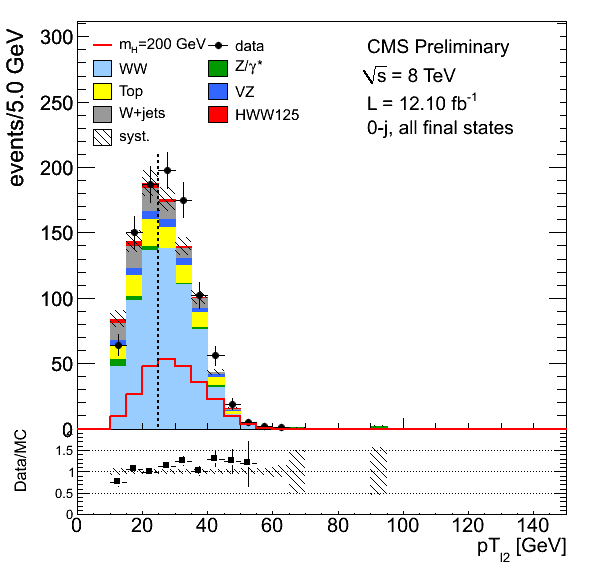 300
250
200
150
100
50
0
events/5.0 GeV
m_H=200 GeV
data
WW
Z/γ*
Top
VZ
W+jets
HWW125
syst.
CMS Preliminary
√s = 8 TeV
L = 12.10 fb⁻¹
0-j, all final states
Data/MC
1.5
1
0.5
0
0 20 40 60 80 100 120 140
pT_l2 [GeV]